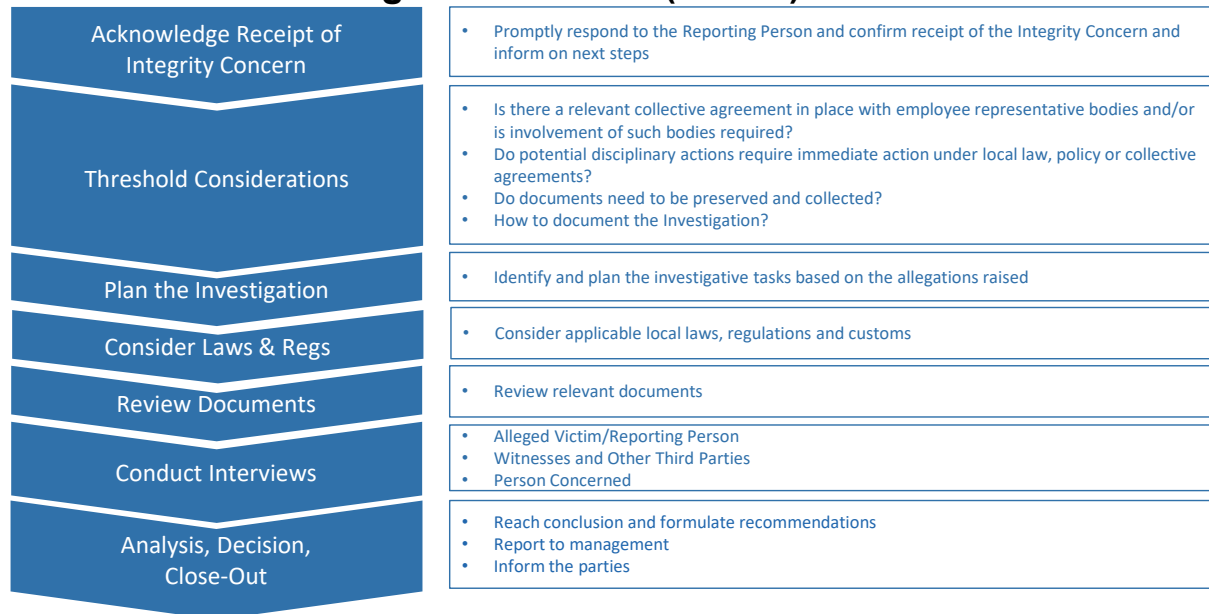 Acknowledge Receipt of
Integrity Concern
• Promptly respond to the Reporting Person and confirm receipt of the Integrity Concern and
inform on next steps
Threshold Considerations
• Is there a relevant collective agreement in place with employee representative bodies and/or
is involvement of such bodies required?
• Do potential disciplinary actions require immediate action under local law, policy or collective
agreements?
• Do documents need to be preserved and collected?
• How to document the Investigation?
Plan the Investigation
• Identify and plan the investigative tasks based on the allegations raised
Consider Laws & Regs
• Consider applicable local laws, regulations and customs
Review Documents
• Review relevant documents
Conduct Interviews
• Alleged Victim/Reporting Person
• Witnesses and Other Third Parties
• Person Concerned
Analysis, Decision,
Close-Out
• Reach conclusion and formulate recommendations
• Report to management
• Inform the parties